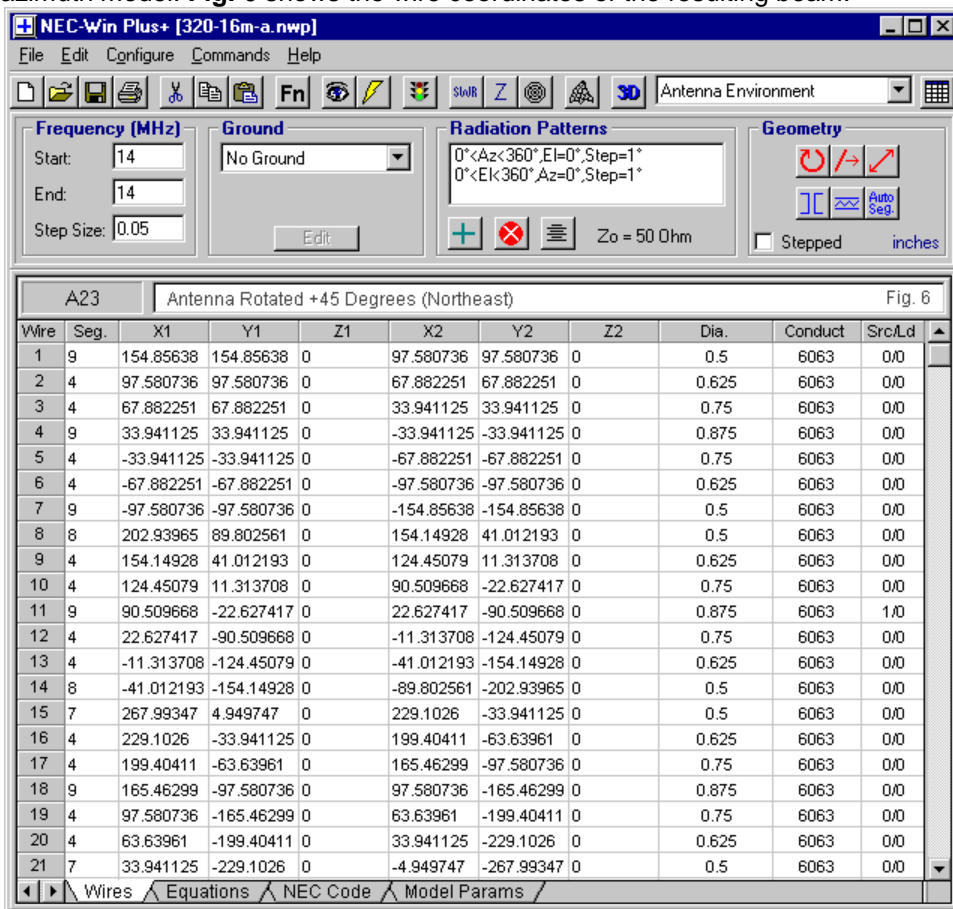 azimuth model. Fig. 6 shows the wire coordinates of the resulting beam.
NEC-Win Plus+ [320-16m-a.nwp]
File Edit Configure Commands Help
Fn SWR Z 3D Antenna Environment
Frequency (MHz) Ground Radiation Patterns Geometry
Start: 14 No Ground 0°<Az<360°,El=0°,Step=1°
0°<El<360°,Az=0°,Step=1°
End: 14
Auto Seg.
Step Size: 0.05 Edit Zo = 50 Ohm Stepped inches
A23 Antenna Rotated +45 Degrees (Northeast) Fig. 6
Wire Seg. X1 Y1 Z1 X2 Y2 Z2 Dia. Conduct Src/Ld
1 9 154.85638 154.85638 0 97.580736 97.580736 0 0.5 6063 0/0
2 4 97.580736 97.580736 0 67.882251 67.882251 0 0.625 6063 0/0
3 4 67.882251 67.882251 0 33.941125 33.941125 0 0.75 6063 0/0
4 9 33.941125 33.941125 0 -33.941125 -33.941125 0 0.875 6063 0/0
5 4 -33.941125 -33.941125 0 -67.882251 -67.882251 0 0.75 6063 0/0
6 4 -67.882251 -67.882251 0 -97.580736 -97.580736 0 0.625 6063 0/0
7 9 -97.580736 -97.580736 0 -154.85638 -154.85638 0 0.5 6063 0/0
8 8 202.93965 89.802561 0 154.14928 41.012193 0 0.5 6063 0/0
9 4 154.14928 41.012193 0 124.45079 11.313708 0 0.625 6063 0/0
10 4 124.45079 11.313708 0 90.509668 -22.627417 0 0.75 6063 0/0
11 9 90.509668 -22.627417 0 22.627417 -90.509668 0 0.875 6063 1/0
12 4 22.627417 -90.509668 0 -11.313708 -124.45079 0 0.75 6063 0/0
13 4 -11.313708 -124.45079 0 -41.012193 -154.14928 0 0.625 6063 0/0
14 8 -41.012193 -154.14928 0 -89.802561 -202.93965 0 0.5 6063 0/0
15 7 267.99347 4.949747 0 229.1026 -33.941125 0 0.5 6063 0/0
16 4 229.1026 -33.941125 0 199.40411 -63.63961 0 0.625 6063 0/0
17 4 199.40411 -63.63961 0 165.46299 -97.580736 0 0.75 6063 0/0
18 9 165.46299 -97.580736 0 97.580736 -165.46299 0 0.875 6063 0/0
19 4 97.580736 -165.46299 0 63.63961 -199.40411 0 0.75 6063 0/0
20 4 63.63961 -199.40411 0 33.941125 -229.1026 0 0.625 6063 0/0
21 7 33.941125 -229.1026 0 -4.949747 -267.99347 0 0.5 6063 0/0
Wires Equations NEC Code Model Params